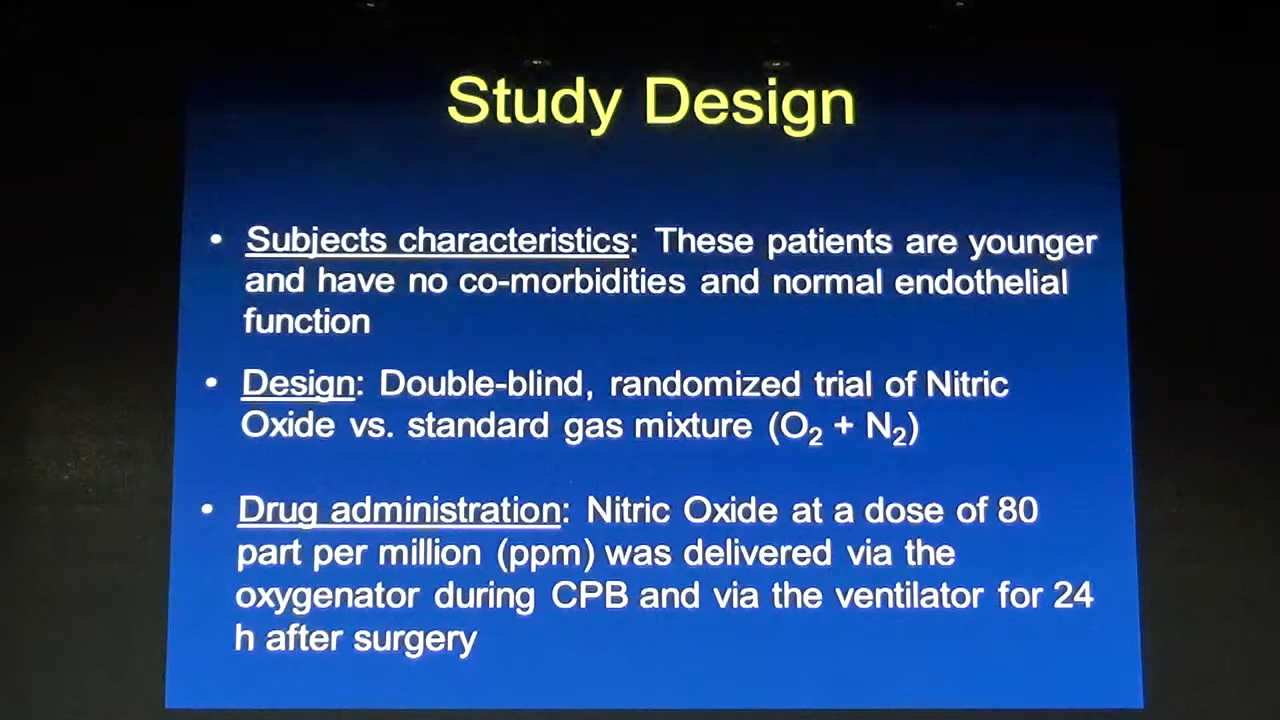 Study Design
• Subjects characteristics: These patients are younger
and have no co-morbidities and normal endothelial
function
• Design: Double-blind, randomized trial of Nitric
Oxide vs. standard gas mixture (O₂ + N₂)
• Drug administration: Nitric Oxide at a dose of 80
part per million (ppm) was delivered via the
oxygenator during CPB and via the ventilator for 24
h after surgery